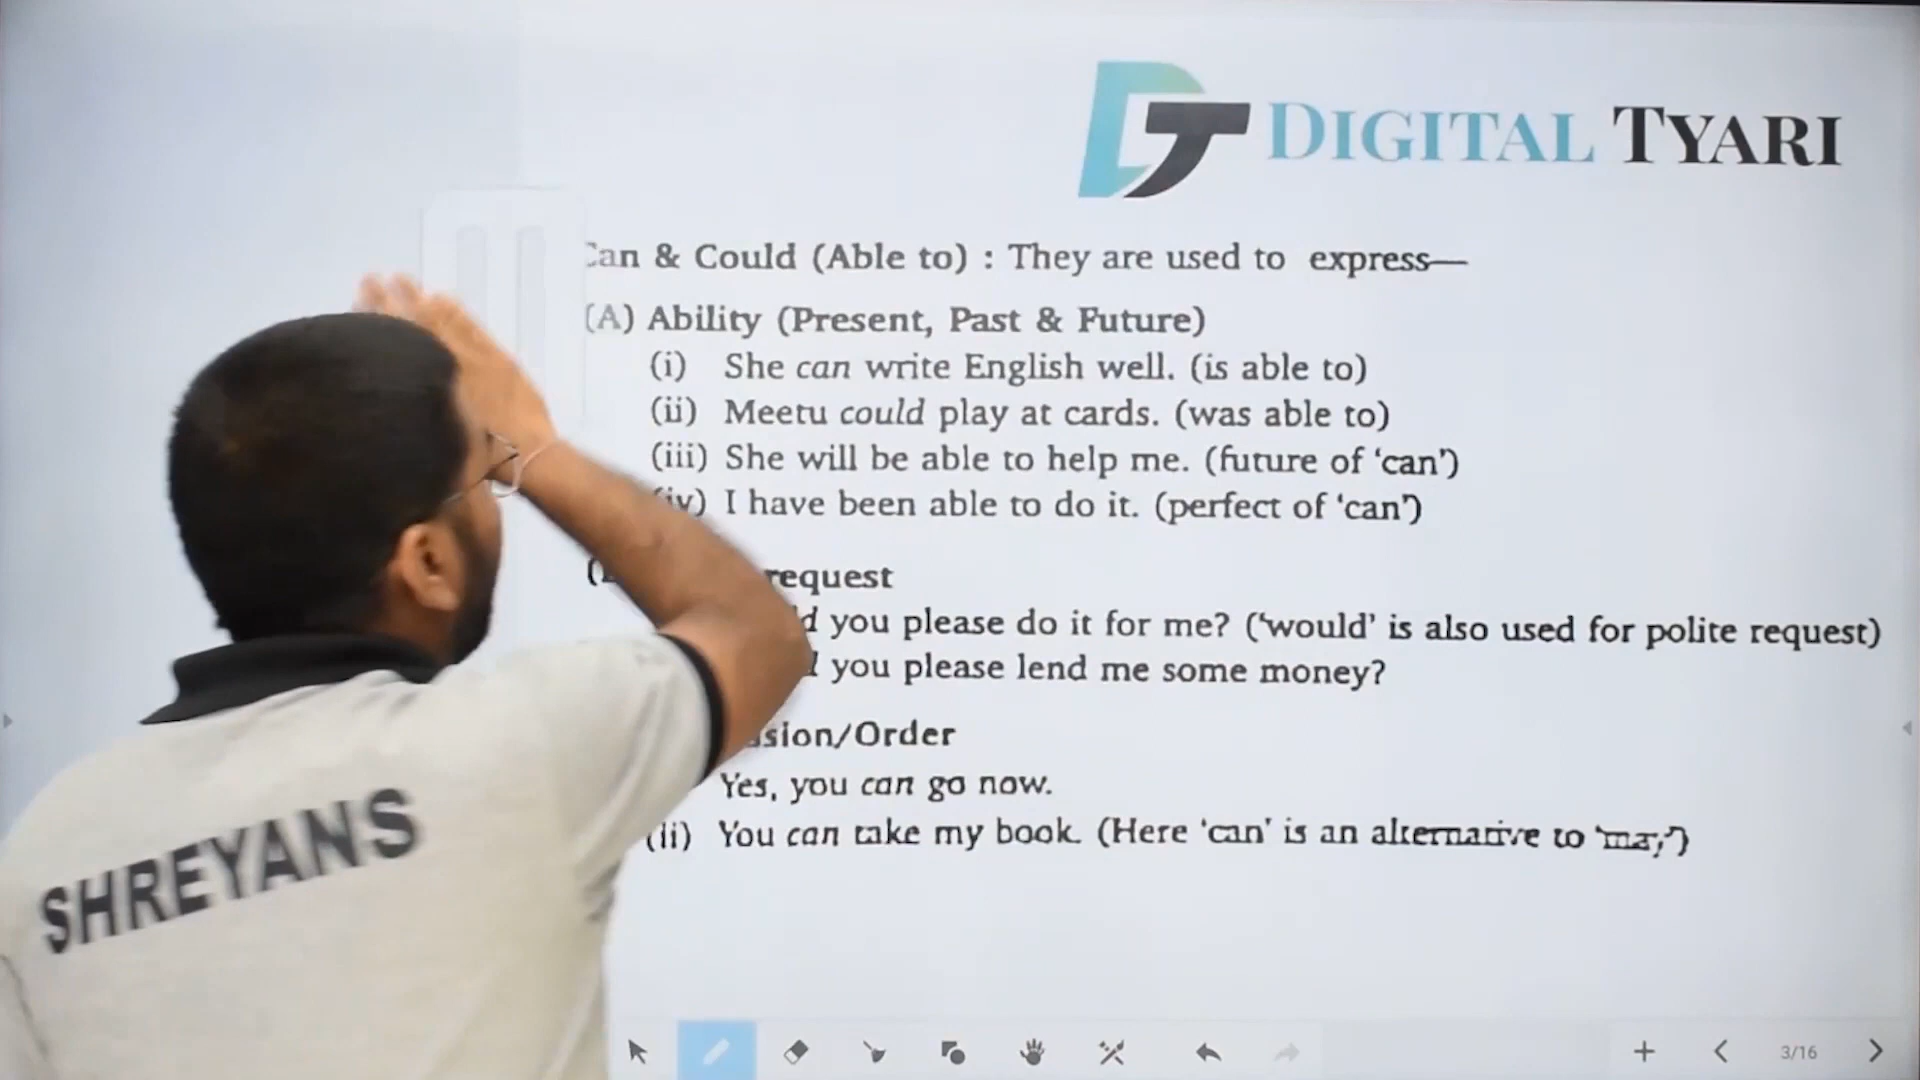 DIGITAL TYARI
Can & Could (Able to) : They are used to express—
(A) Ability (Present, Past & Future)
(i) She can write English well. (is able to)
(ii) Meetu could play at cards. (was able to)
(iii) She will be able to help me. (future of ‘can’)
(iv) I have been able to do it. (perfect of ‘can’)
request
you please do it for me? (‘would’ is also used for polite request)
you please lend me some money?
/Order
Yes, you can go now.
(ii) You can take my book. (Here ‘can’ is an alternative to ‘may’)
SHREYANS
3/16